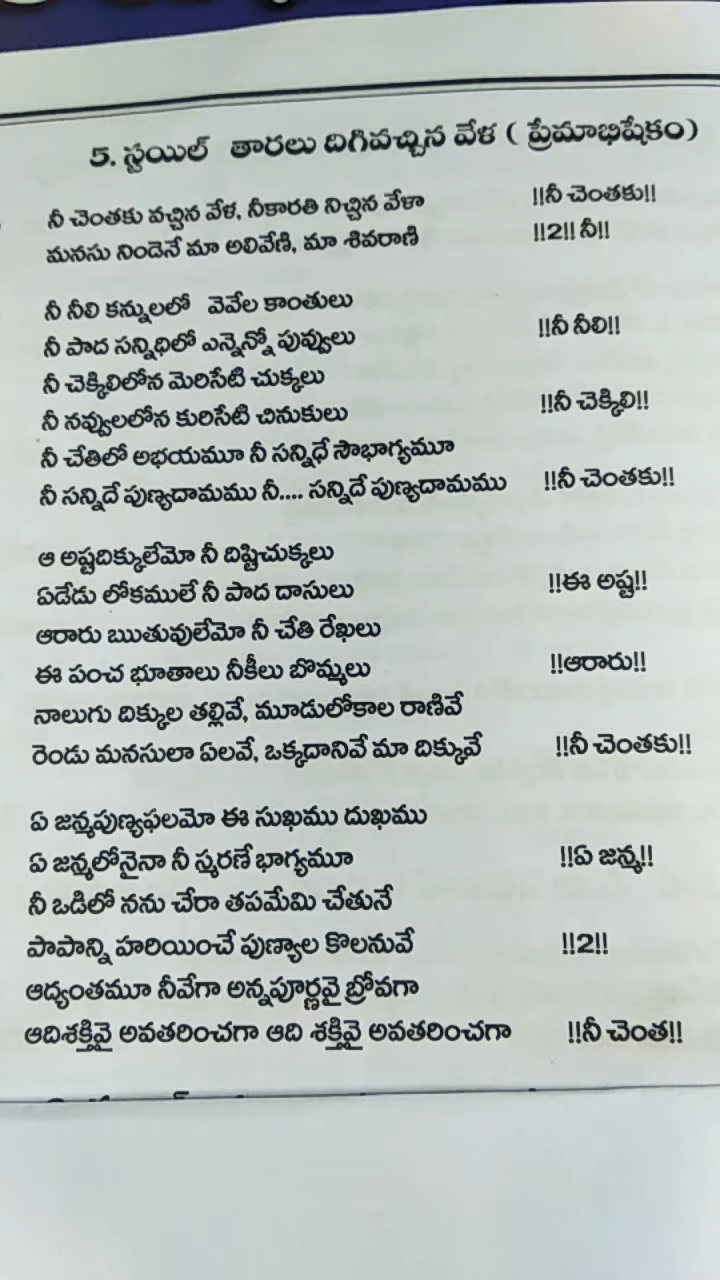 5. స్టయిల్ తారలు దిగివచ్చిన వేళ ( ప్రేమాభిషేకం)
నీ చెంతకు వచ్చిన వేళ, నీకారతి నిచ్చిన వేళా !!నీ చెంతకు!!
మనసు నిండెనే మా అలివేణి, మా శివరాణి !!2!! నీ!!
నీ నీలి కన్నులలో వెవేల కాంతులు
నీ పాద సన్నిధిలో ఎన్నెన్నో పువ్వులు !!నీ నీలి!!
నీ చెక్కిలిలోన మెరిసేటి చుక్కలు
నీ నవ్వులలోన కురిసేటి చినుకులు !!నీ చెక్కిలి!!
నీ చేతిలో అభయమూ నీ సన్నిధే సౌభాగ్యమూ
నీ సన్నిదే పుణ్యదామము నీ.... సన్నిదే పుణ్యదామము !!నీ చెంతకు!!
ఆ అష్టదిక్కులేమో నీ దిష్టిచుక్కలు
ఏడేడు లోకములే నీ పాద దాసులు !!ఈ అష్ట!!
ఆరారు ఋతువులేమో నీ చేతి రేఖలు
ఈ పంచ భూతాలు నీకీలు బొమ్మలు !!ఆరారు!!
నాలుగు దిక్కుల తల్లివే, మూడులోకాల రాణివే
రెండు మనసులా ఏలవే, ఒక్కదానివే మా దిక్కువే !!నీ చెంతకు!!
ఏ జన్మపుణ్యఫలమో ఈ సుఖము దుఖము
ఏ జన్మలోనైనా నీ స్మరణే భాగ్యమూ !!ఏ జన్మ!!
నీ ఒడిలో నను చేరా తపమేమి చేతునే
పాపాన్ని హరియించే పుణ్యాల కొలనువే !!2!!
ఆద్యంతమూ నీవేగా అన్నపూర్ణవై బ్రోవగా
ఆదిశక్తివై అవతరించగా ఆది శక్తివై అవతరించగా !!నీ చెంత!!